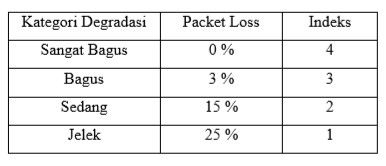 Kategori Degradasi Packet Loss Indeks
Sangat Bagus 0 % 4
Bagus 3 % 3
Sedang 15 % 2
Jelek 25 % 1